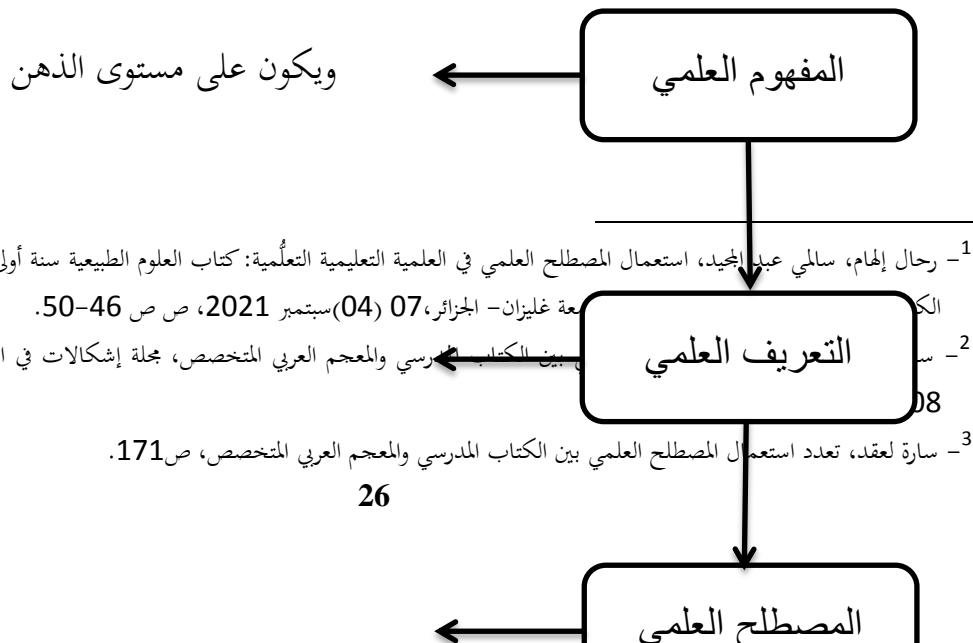 المفهوم العلمي
ويكون على مستوى الذهن
1- رحال إلهام، سالمي عبد المجيد، استعمال المصطلح العلمي في العلمية التعليمية التعلُّمية: كتاب العلوم الطبيعية سنة أولى
غليزان- الجزائر،07 (04)سبتمبر 2021، ص ص 46-50.
التعريف العلمي
2- بين الكتاب المدرسي والمعجم العربي المتخصص، مجلة إشكالات في
08
3- سارة لعقد، تعدد استعمال المصطلح العلمي بين الكتاب المدرسي والمعجم العربي المتخصص، ص171.
26
المصطلح العلمي